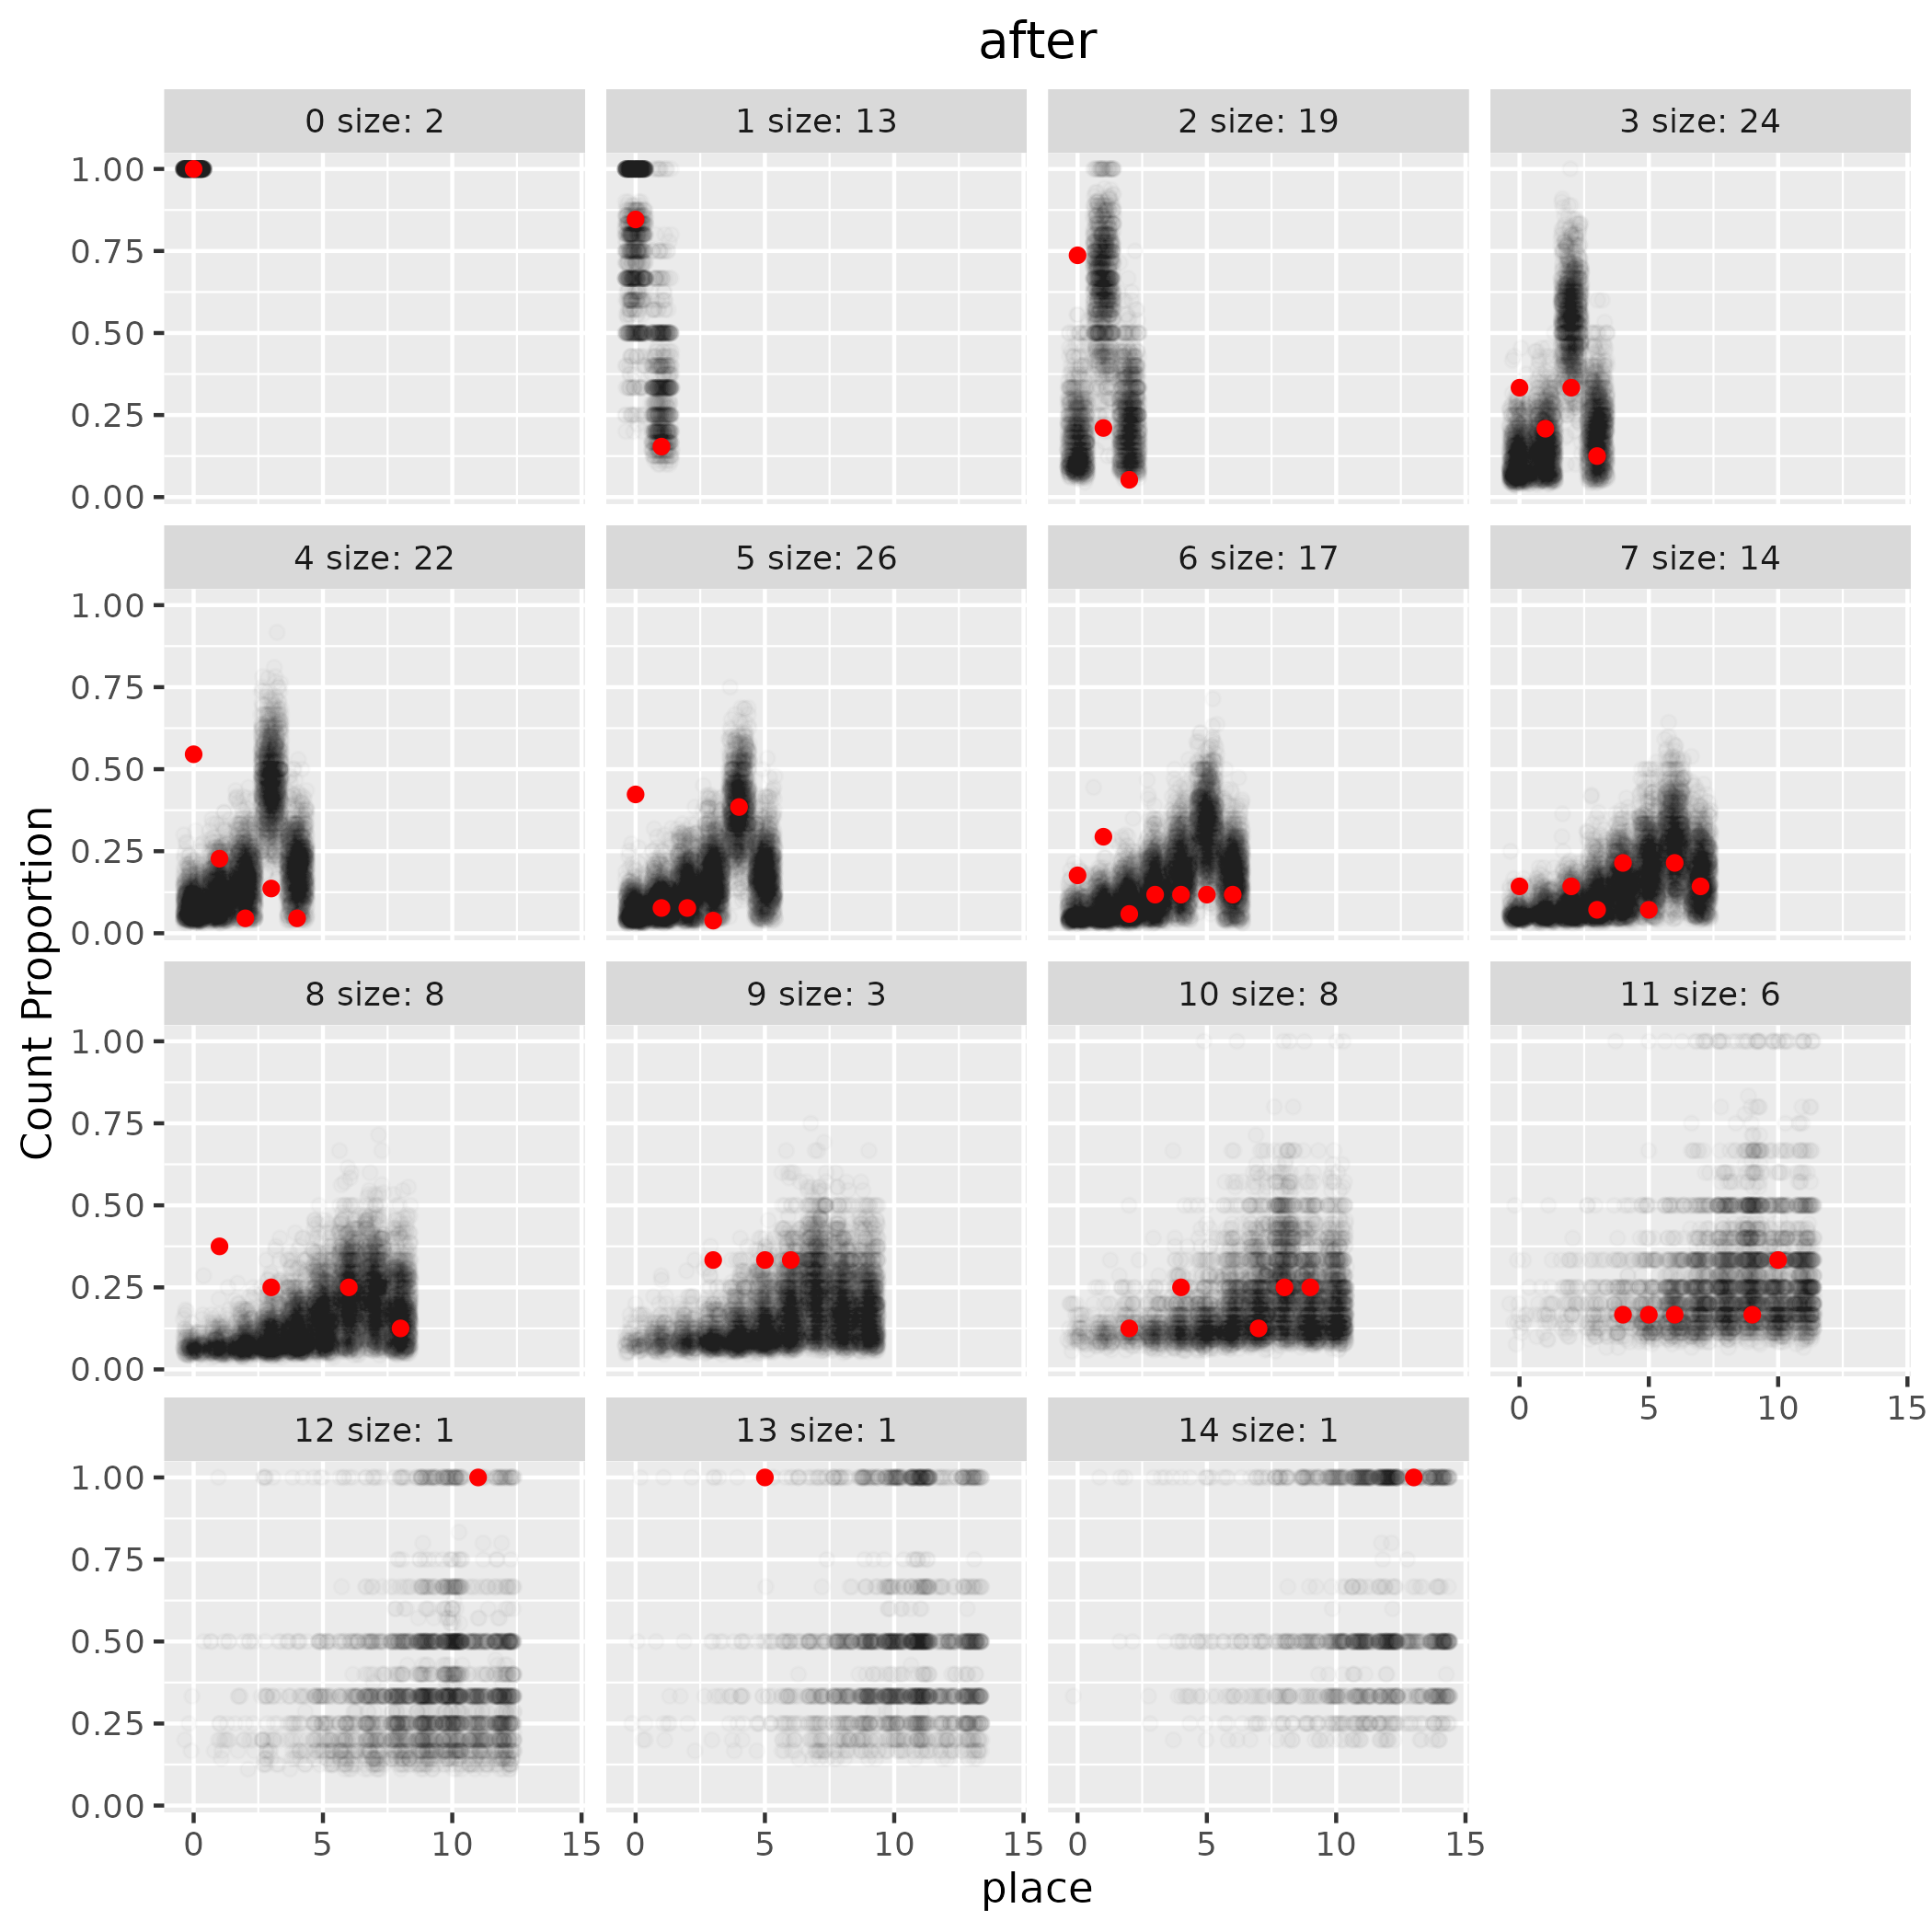 after
0 size: 2
1 size: 13
2 size: 19
3 size: 24
1.00
0.75
0.50
0.25
0.00
4 size: 22
5 size: 26
6 size: 17
7 size: 14
1.00
0.75
0.50
0.25
0.00
Count Proportion
8 size: 8
9 size: 3
10 size: 8
11 size: 6
1.00
0.75
0.50
0.25
0.00
0 5 10 15
12 size: 1
13 size: 1
14 size: 1
1.00
0.75
0.50
0.25
0.00
0 5 10 15
0 5 10 15
0 5 10 15
place